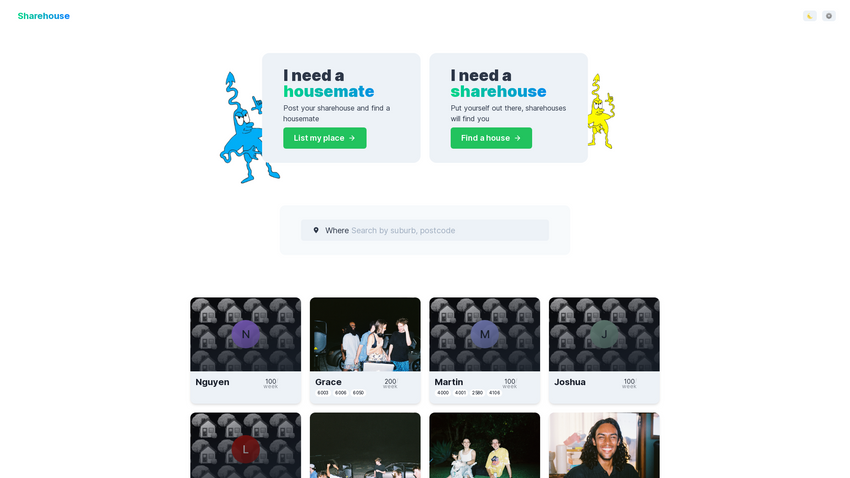 Sharehouse
I need a
housemate
Post your sharehouse and find a
housemate
List my place →
I need a
sharehouse
Put yourself out there, sharehouses
will find you
Find a house →
Where Search by suburb, postcode
N
M
J
Nguyen
100
week
Grace
200
week
6003 6006 6050
Martin
100
week
4000 4001 2580 4106
Joshua
100
week
L